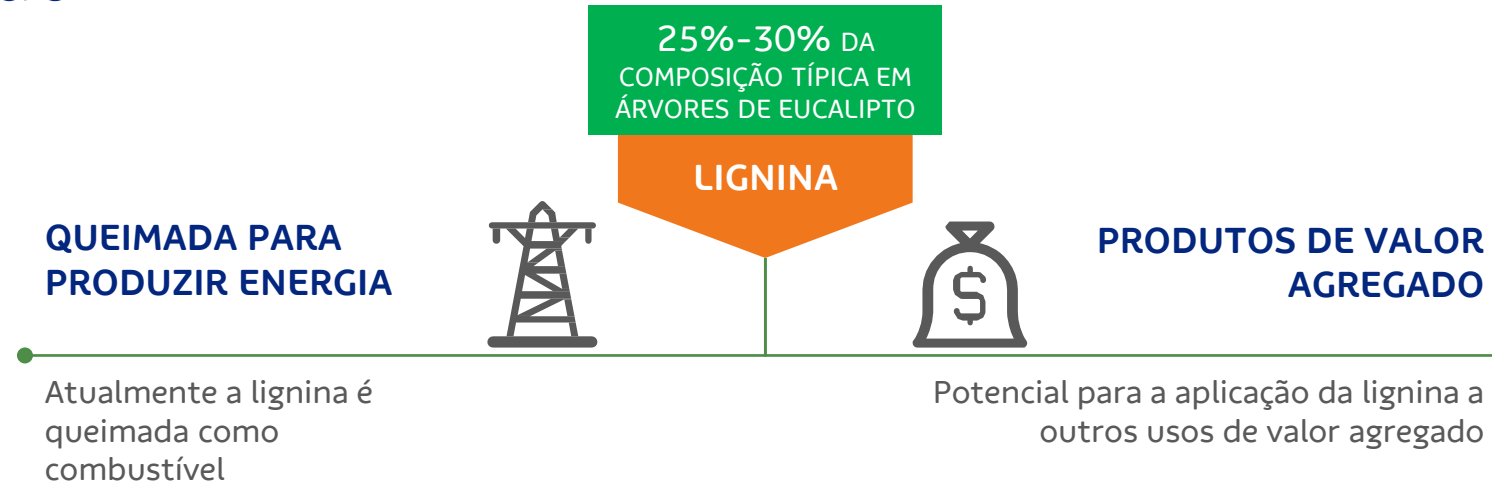 25%-30% DA
COMPOSIÇÃO TÍPICA EM
ÁRVORES DE EUCALIPTO
LIGNINA
QUEIMADA PARA
PRODUZIR ENERGIA
$
PRODUTOS DE VALOR
AGREGADO
Atualmente a lignina é
queimada como
combustível
Potencial para a aplicação da lignina a
outros usos de valor agregado